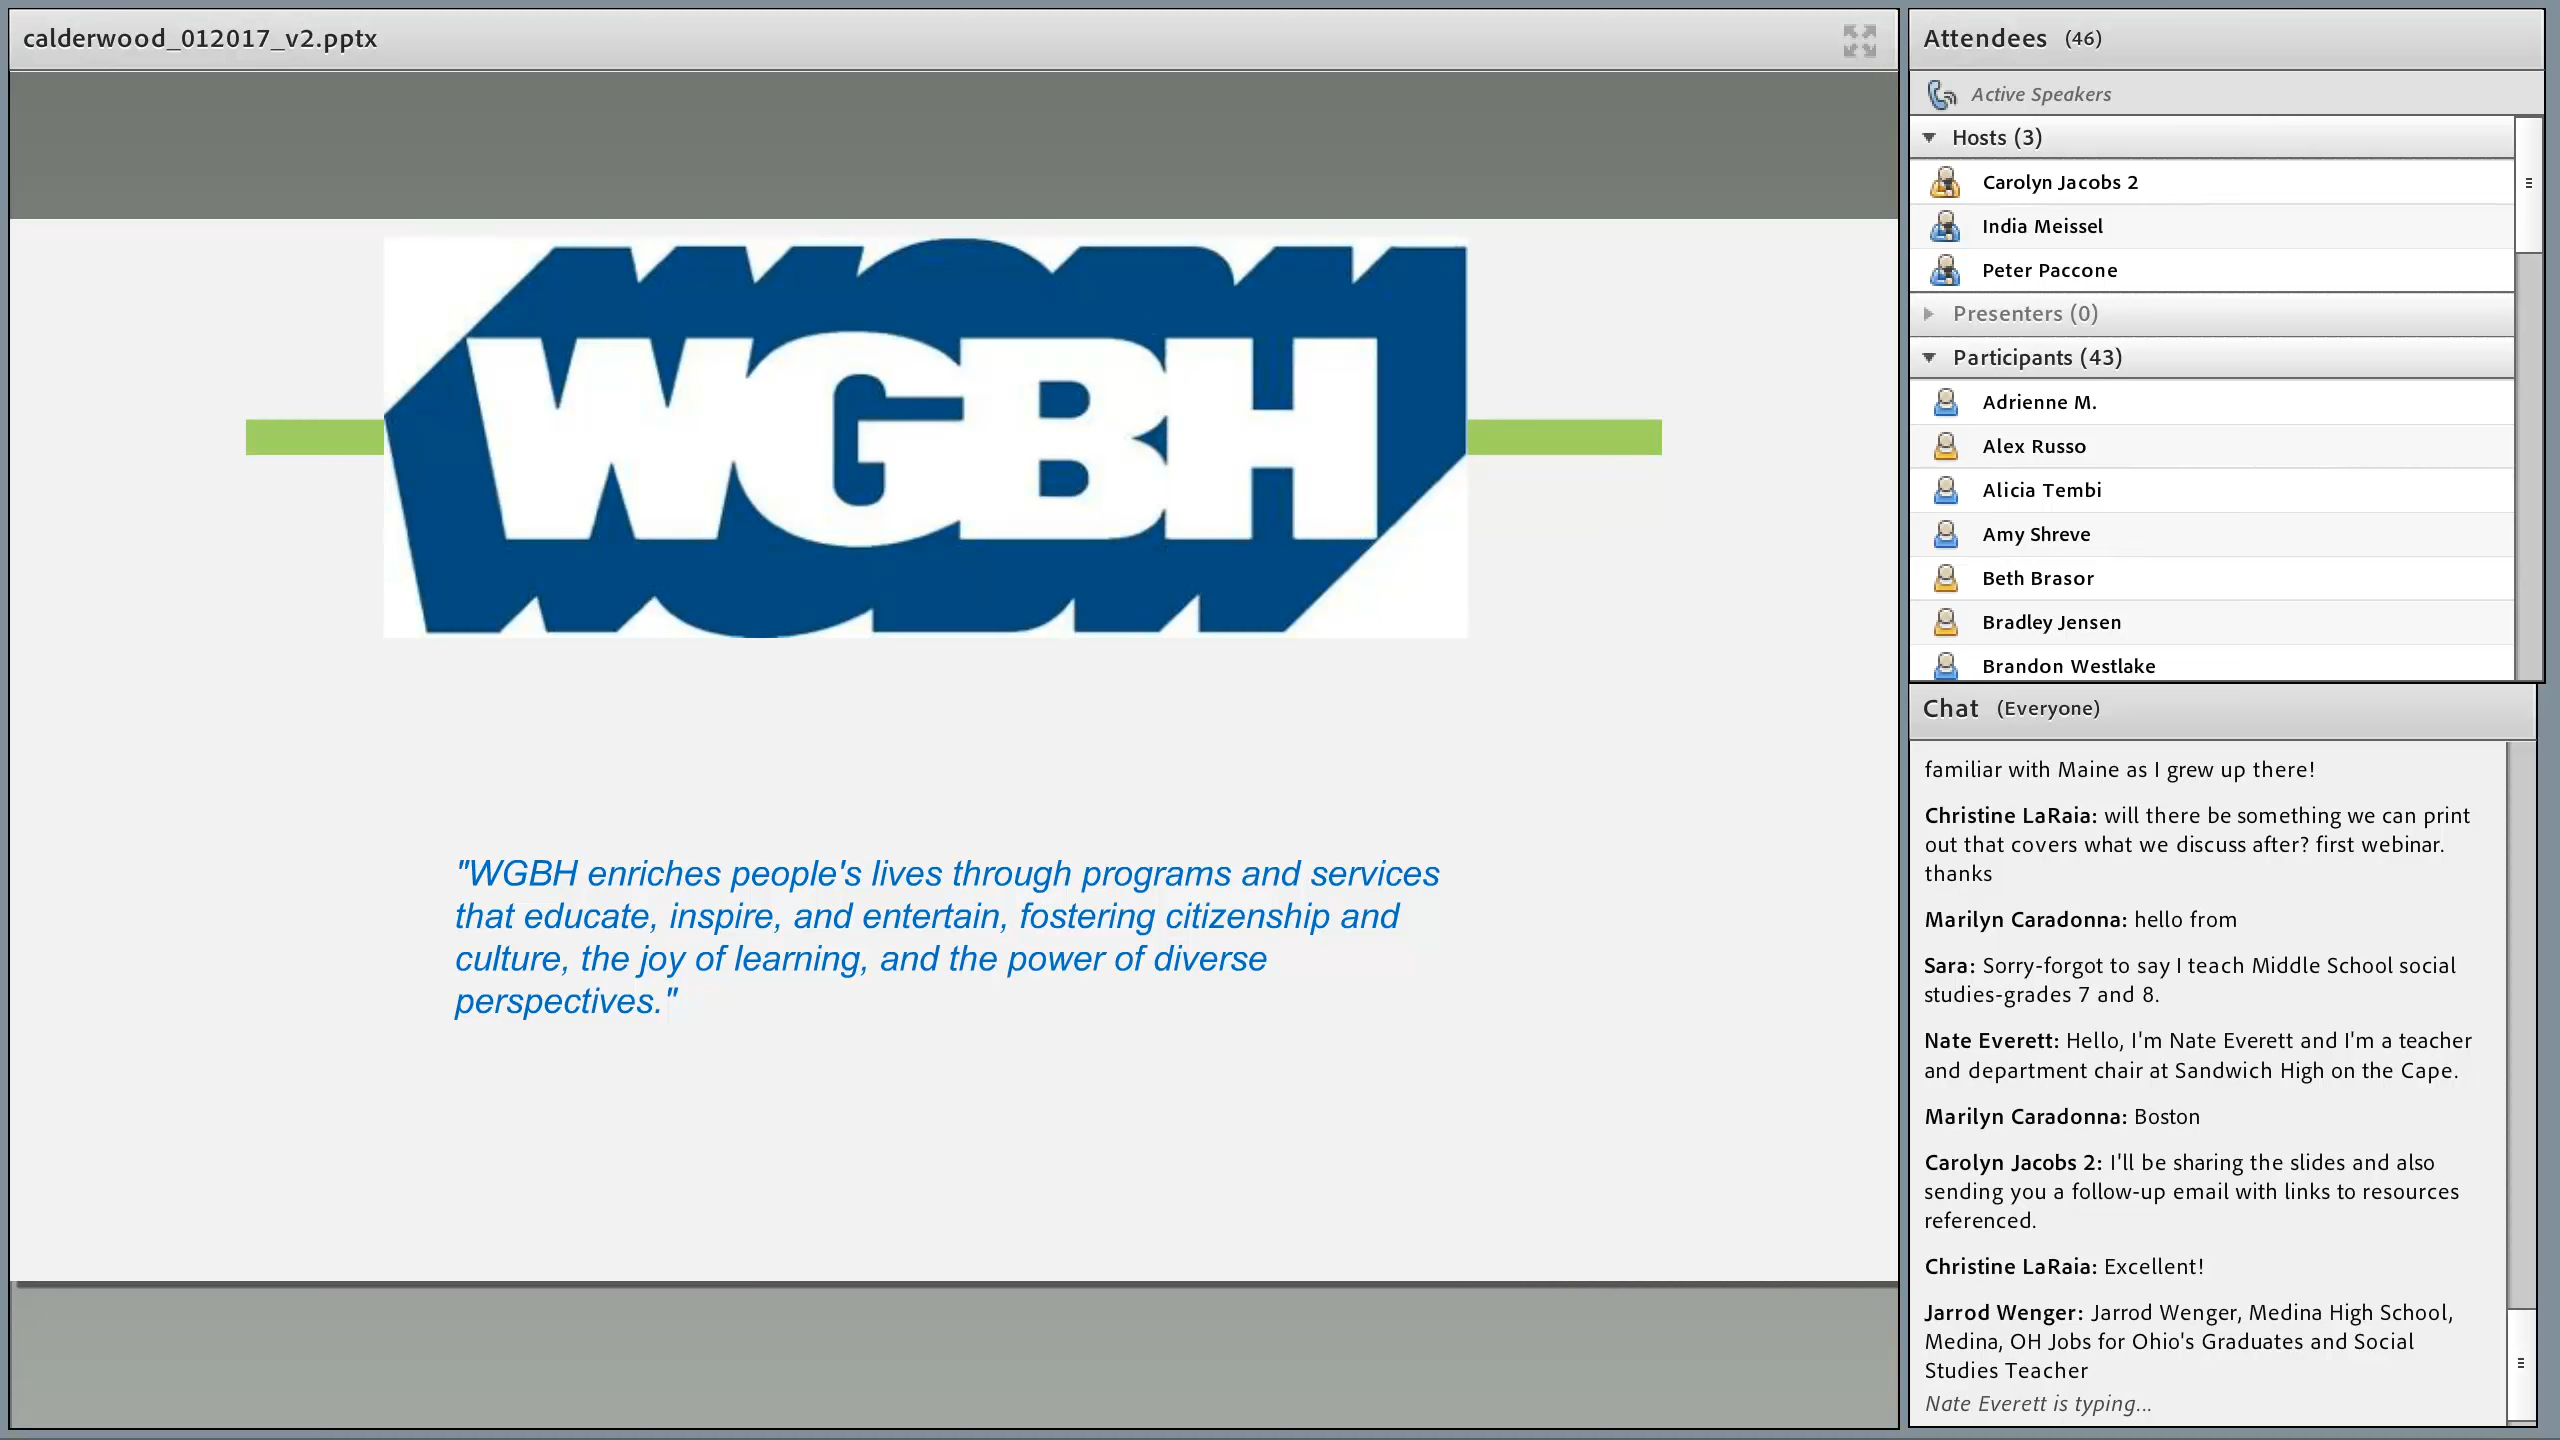 calderwood_012017_v2.pptx
WGBH
"WGBH enriches people's lives through programs and services
that educate, inspire, and entertain, fostering citizenship and
culture, the joy of learning, and the power of diverse
perspectives."
Attendees (46)
Active Speakers
Hosts (3)
Carolyn Jacobs 2
India Meissel
Peter Paccone
Presenters (0)
Participants (43)
Adrienne M.
Alex Russo
Alicia Tembi
Amy Shreve
Beth Brasor
Bradley Jensen
Brandon Westlake
Chat (Everyone)
familiar with Maine as I grew up there!
Christine LaRaia: will there be something we can print
out that covers what we discuss after? first webinar.
thanks
Marilyn Caradonna: hello from
Sara: Sorry-forgot to say I teach Middle School social
studies-grades 7 and 8.
Nate Everett: Hello, I'm Nate Everett and I'm a teacher
and department chair at Sandwich High on the Cape.
Marilyn Caradonna: Boston
Carolyn Jacobs 2: I'll be sharing the slides and also
sending you a follow-up email with links to resources
referenced.
Christine LaRaia: Excellent!
Jarrod Wenger: Jarrod Wenger, Medina High School,
Medina, OH Jobs for Ohio's Graduates and Social
Studies Teacher
Nate Everett is typing...